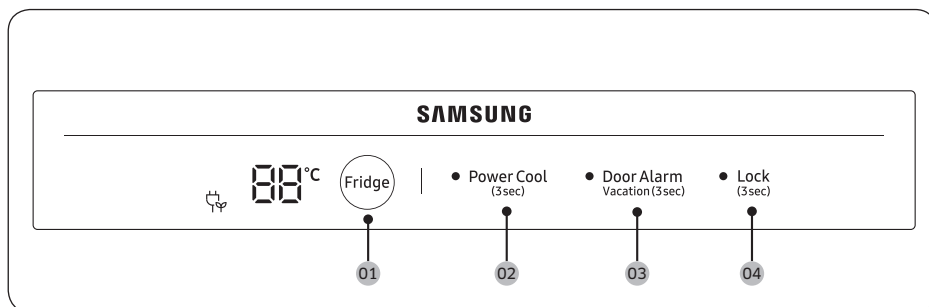 SAMSUNG
88°C
Fridge
Power Cool
(3sec)
Door Alarm
Vacation(3sec)
Lock
(3sec)
01
02
03
04